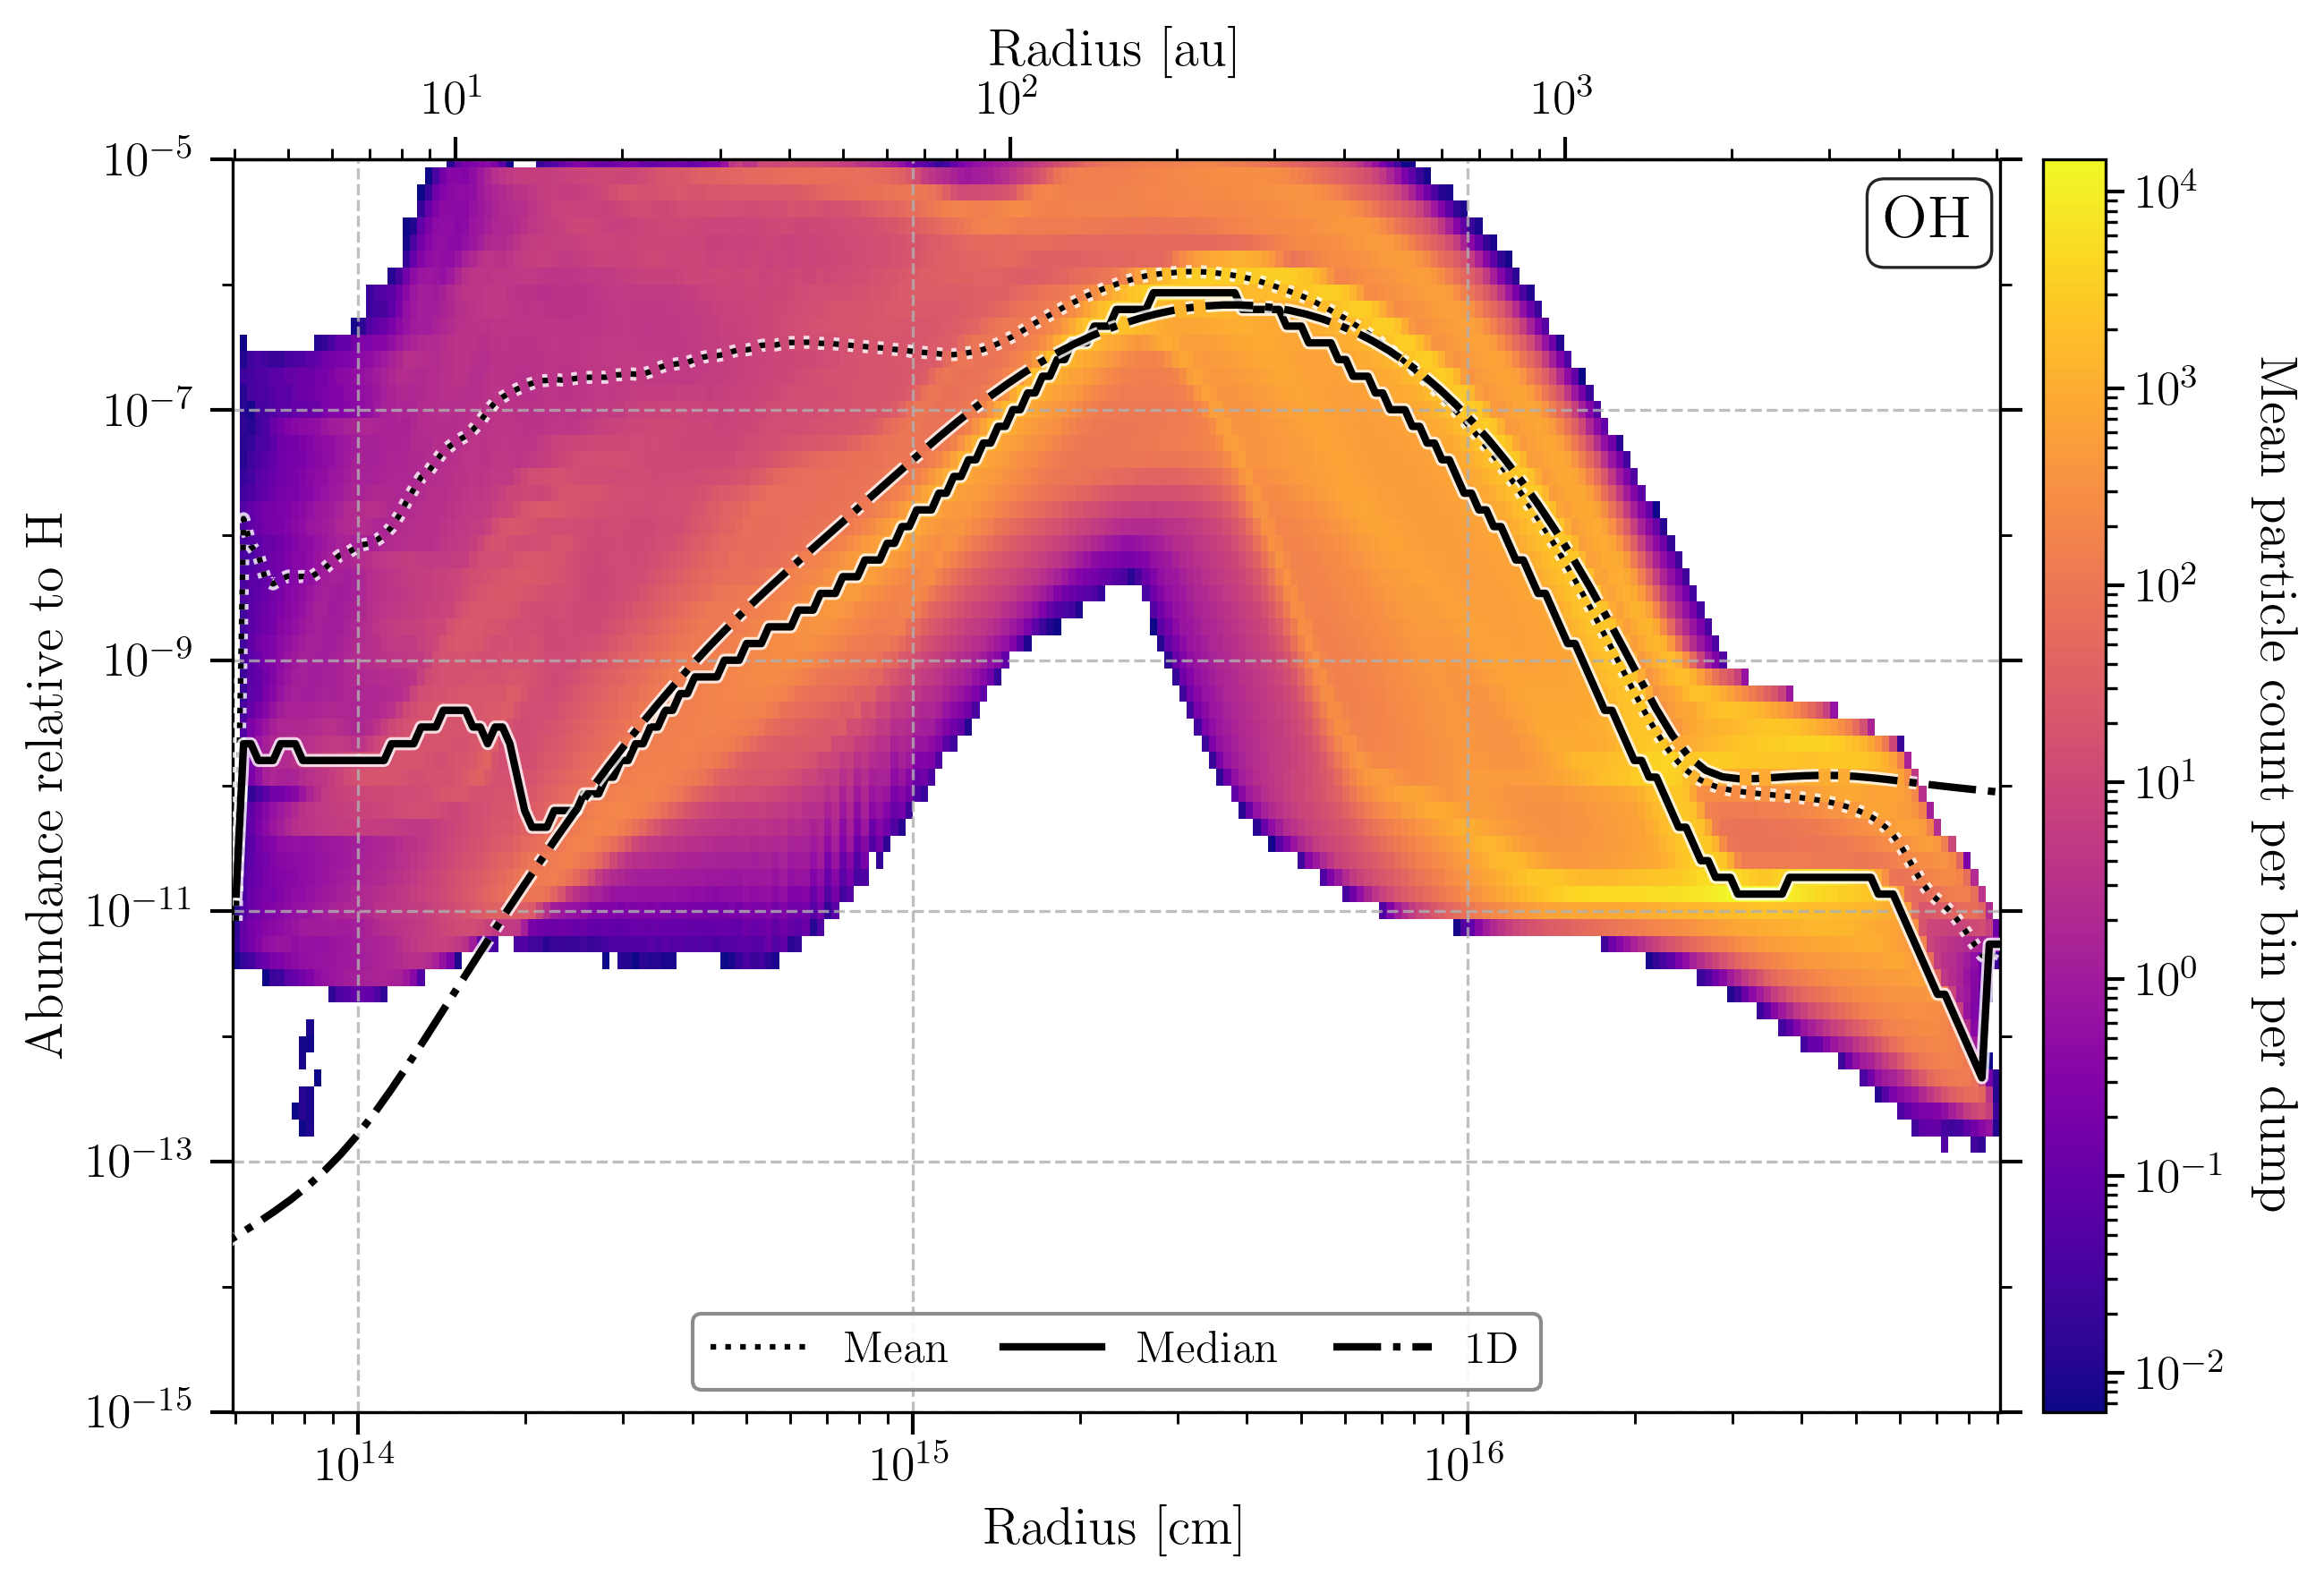 Radius [au]
10^1 10^2 10^3
10^-5
10^-7
10^-9
10^-11
10^-13
10^-15
Abundance relative to H
OH
Mean Median 1D
10^14 10^15 10^16
Radius [cm]
10^4
10^3
10^2
10^1
10^0
10^-1
10^-2
Mean particle count per bin per dump